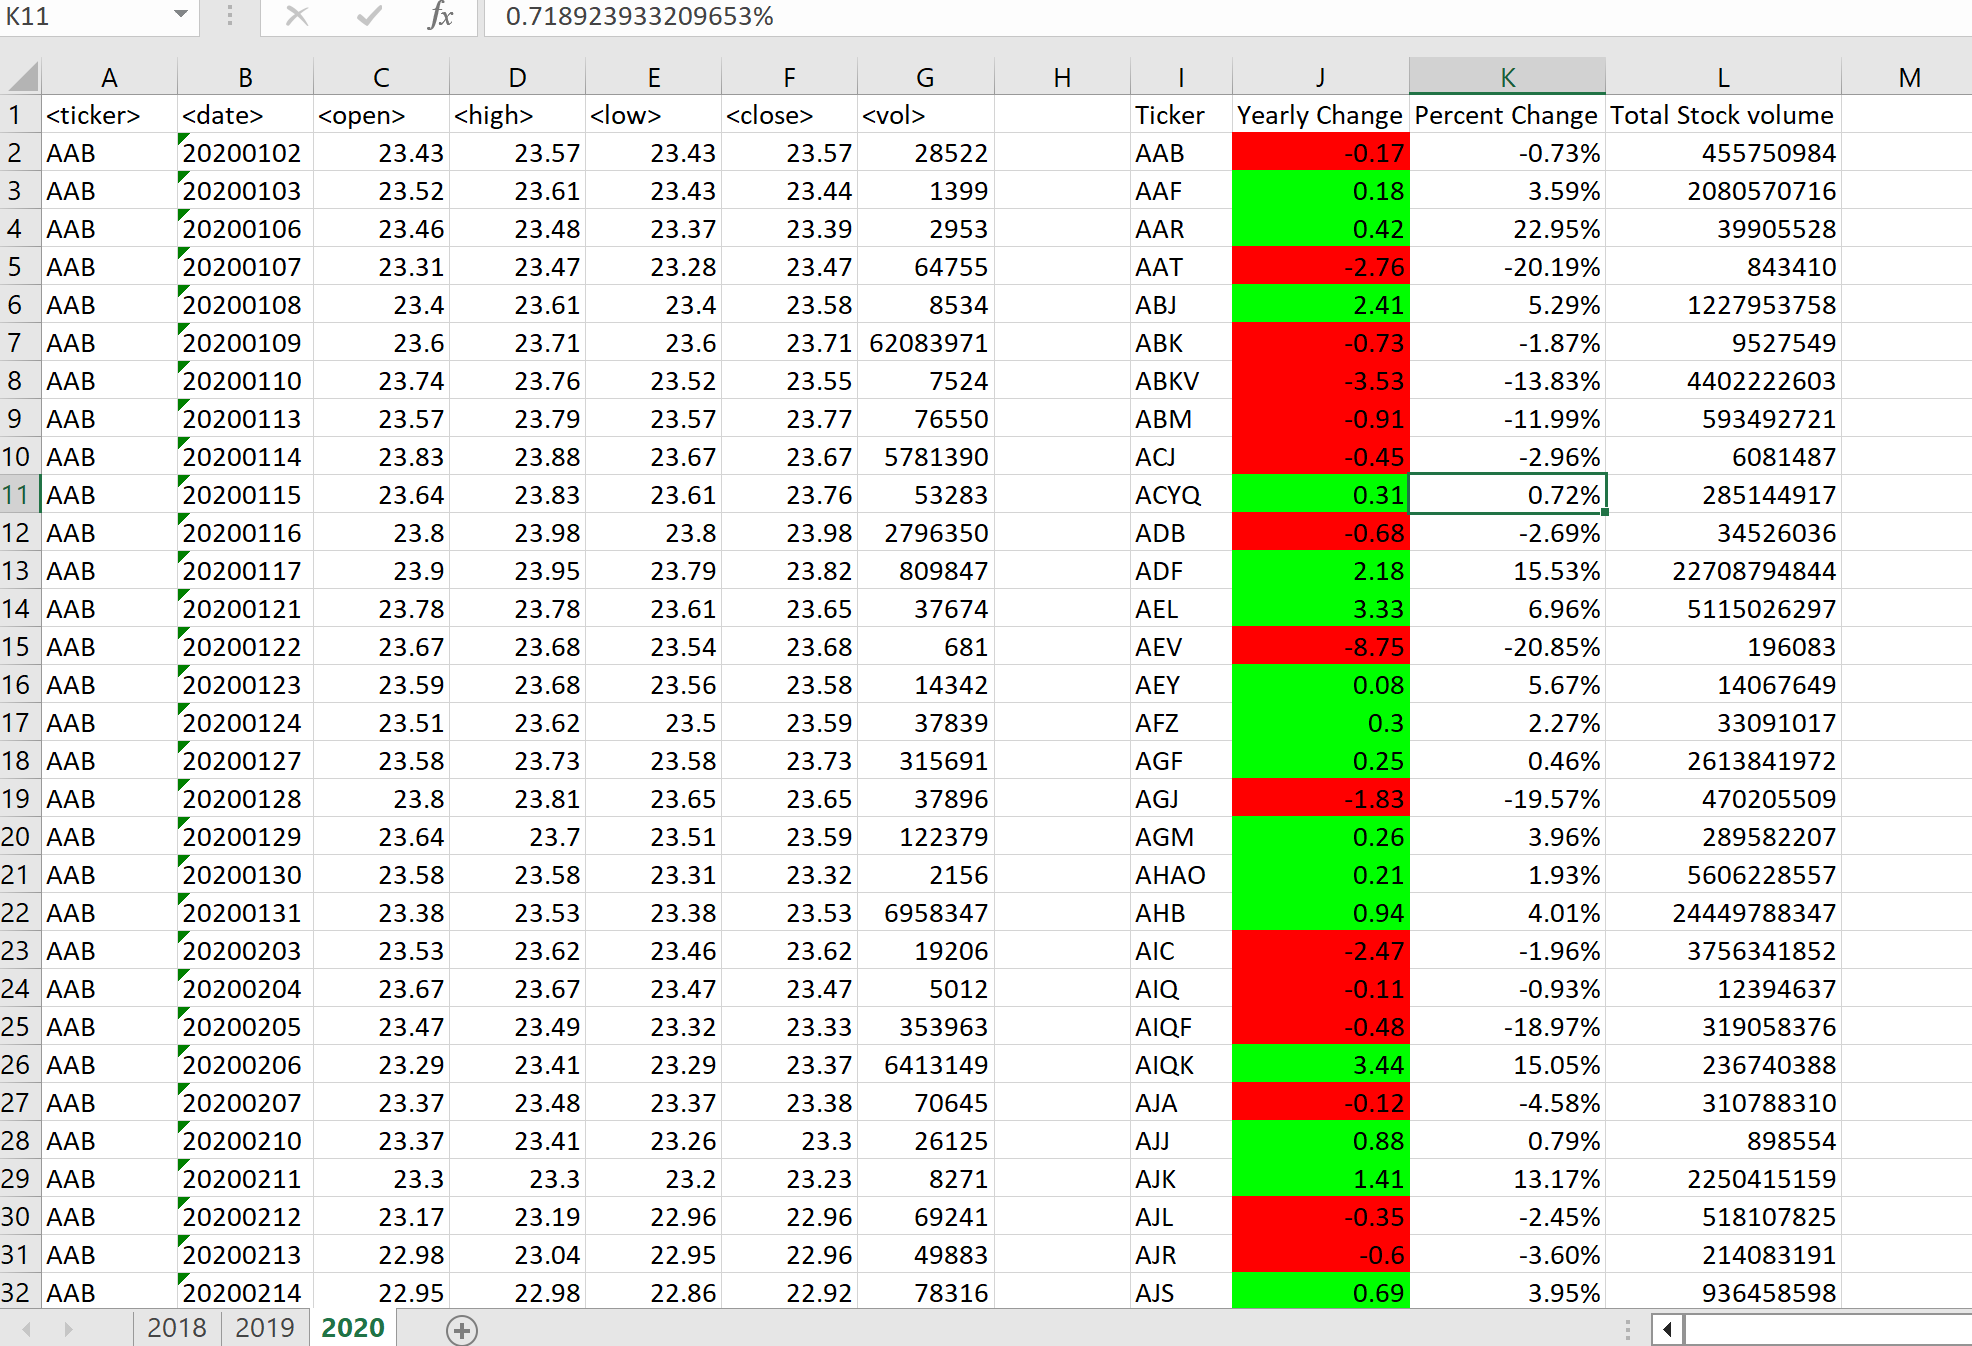 K11 fx 0.718923933209653%
A B C D E F G H I J K L M
1 <ticker> <date> <open> <high> <low> <close> <vol> Ticker Yearly Change Percent Change Total Stock volume
2 AAB 20200102 23.43 23.57 23.43 23.57 28522 AAB -0.17 -0.73% 455750984
3 AAB 20200103 23.52 23.61 23.43 23.44 1399 AAF 0.18 3.59% 2080570716
4 AAB 20200106 23.46 23.48 23.37 23.39 2953 AAR 0.42 22.95% 39905528
5 AAB 20200107 23.31 23.47 23.28 23.47 64755 AAT -2.76 -20.19% 843410
6 AAB 20200108 23.4 23.61 23.4 23.58 8534 ABJ 2.41 5.29% 1227953758
7 AAB 20200109 23.6 23.71 23.6 23.71 62083971 ABK -0.73 -1.87% 9527549
8 AAB 20200110 23.74 23.76 23.52 23.55 7524 ABKV -3.53 -13.83% 4402222603
9 AAB 20200113 23.57 23.79 23.57 23.77 76550 ABM -0.91 -11.99% 593492721
10 AAB 20200114 23.83 23.88 23.67 23.67 5781390 ACJ -0.45 -2.96% 6081487
11 AAB 20200115 23.64 23.83 23.61 23.76 53283 ACYQ 0.31 0.72% 285144917
12 AAB 20200116 23.8 23.98 23.8 23.98 2796350 ADB -0.68 -2.69% 34526036
13 AAB 20200117 23.9 23.95 23.79 23.82 809847 ADF 2.18 15.53% 22708794844
14 AAB 20200121 23.78 23.78 23.61 23.65 37674 AEL 3.33 6.96% 5115026297
15 AAB 20200122 23.67 23.68 23.54 23.68 681 AEV -8.75 -20.85% 196083
16 AAB 20200123 23.59 23.68 23.56 23.58 14342 AEY 0.08 5.67% 14067649
17 AAB 20200124 23.51 23.62 23.5 23.59 37839 AFZ 0.3 2.27% 33091017
18 AAB 20200127 23.58 23.73 23.58 23.73 315691 AGF 0.25 0.46% 2613841972
19 AAB 20200128 23.8 23.81 23.65 23.65 37896 AGJ -1.83 -19.57% 470205509
20 AAB 20200129 23.64 23.7 23.51 23.59 122379 AGM 0.26 3.96% 289582207
21 AAB 20200130 23.58 23.58 23.31 23.32 2156 AHAO 0.21 1.93% 5606228557
22 AAB 20200131 23.38 23.53 23.38 23.53 6958347 AHB 0.94 4.01% 24449788347
23 AAB 20200203 23.53 23.62 23.46 23.62 19206 AIC -2.47 -1.96% 3756341852
24 AAB 20200204 23.67 23.67 23.47 23.47 5012 AIQ -0.11 -0.93% 12394637
25 AAB 20200205 23.47 23.49 23.32 23.33 353963 AIQF -0.48 -18.97% 319058376
26 AAB 20200206 23.29 23.41 23.29 23.37 6413149 AIQK 3.44 15.05% 236740388
27 AAB 20200207 23.37 23.48 23.37 23.38 70645 AJA -0.12 -4.58% 310788310
28 AAB 20200210 23.37 23.41 23.26 23.3 26125 AJJ 0.88 0.79% 898554
29 AAB 20200211 23.3 23.3 23.2 23.23 8271 AJK 1.41 13.17% 2250415159
30 AAB 20200212 23.17 23.19 22.96 22.96 69241 AJL -0.35 -2.45% 518107825
31 AAB 20200213 22.98 23.04 22.95 22.96 49883 AJR -0.6 -3.60% 214083191
32 AAB 20200214 22.95 22.98 22.86 22.92 78316 AJS 0.69 3.95% 936458598
2018 2019 2020